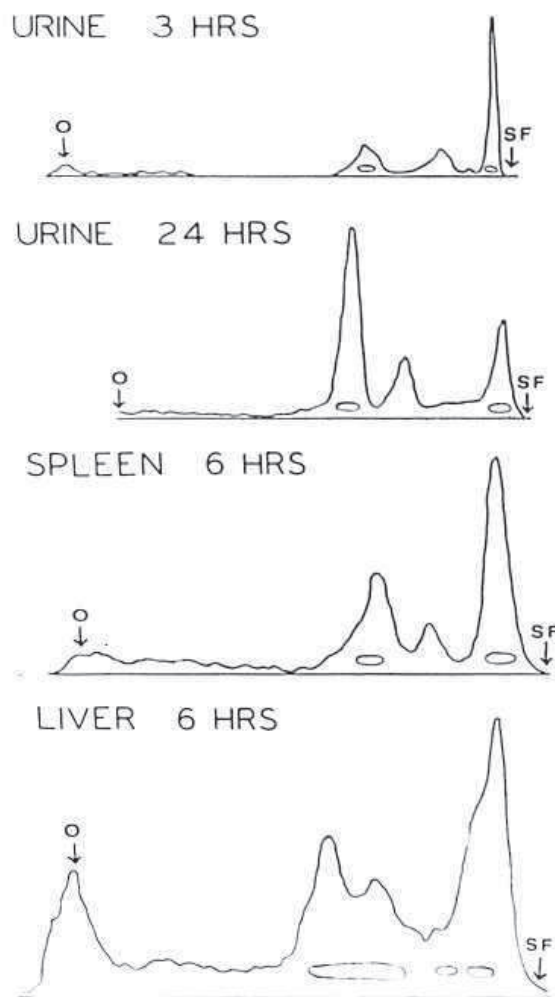 URINE 3 HRS
O
SF
URINE 24 HRS
O
SF
SPLEEN 6 HRS
O
SF
LIVER 6 HRS
O
SF